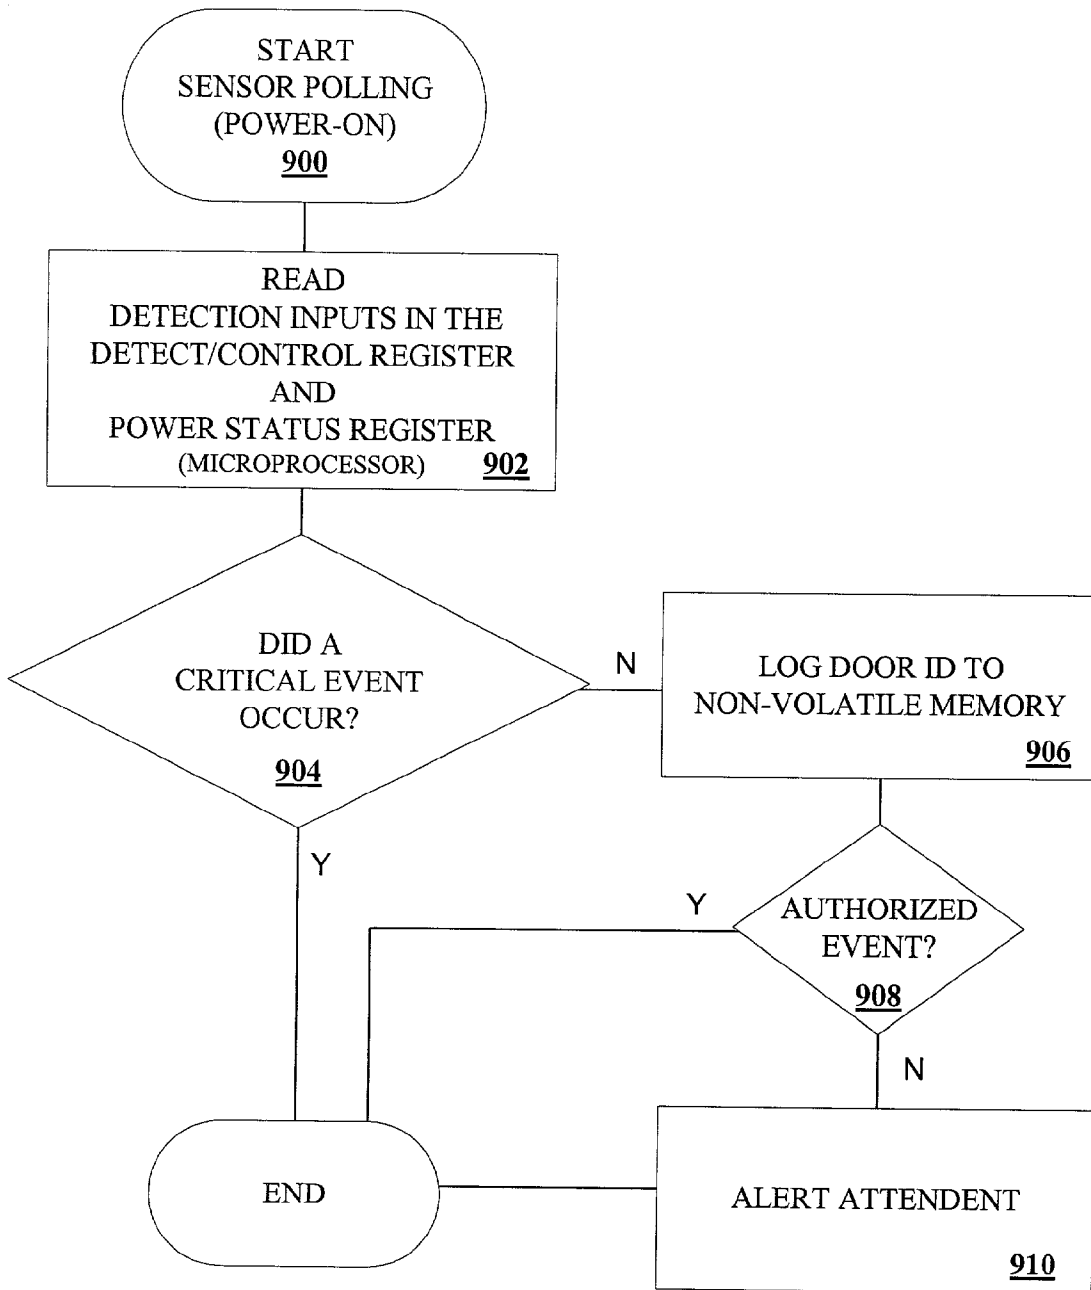 START
SENSOR POLLING
(POWER-ON)
900
READ
DETECTION INPUTS IN THE
DETECT/CONTROL REGISTER
AND
POWER STATUS REGISTER
(MICROPROCESSOR) 902
DID A
CRITICAL EVENT
OCCUR?
904
N
LOG DOOR ID TO
NON-VOLATILE MEMORY
906
Y
Y
AUTHORIZED
EVENT?
908
N
END
ALERT ATTENDENT
910